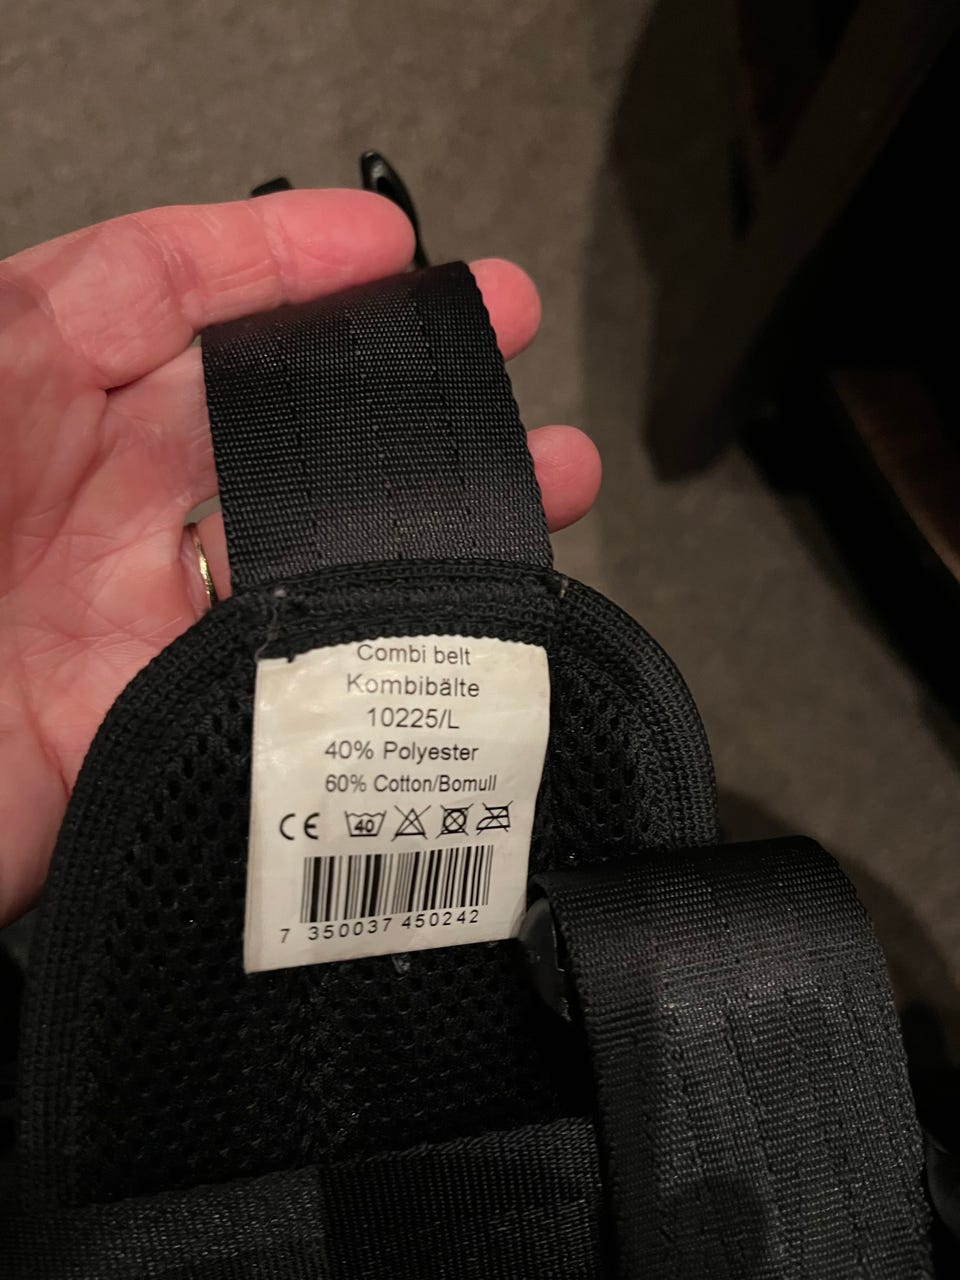 Combi belt
Kombibälte
10225/L
40% Polyester
60% Cotton/Bomull
CE 40
7 350037 450242